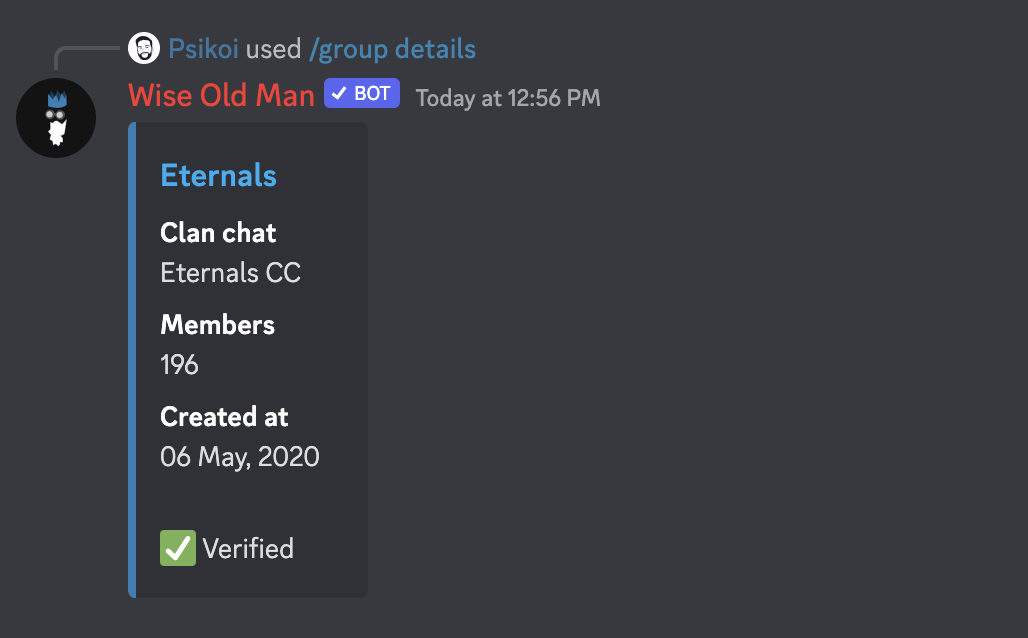 Psikoi used /group details
Wise Old Man ✓ BOT Today at 12:56 PM
Eternals
Clan chat
Eternals CC
Members
196
Created at
06 May, 2020
✅ Verified